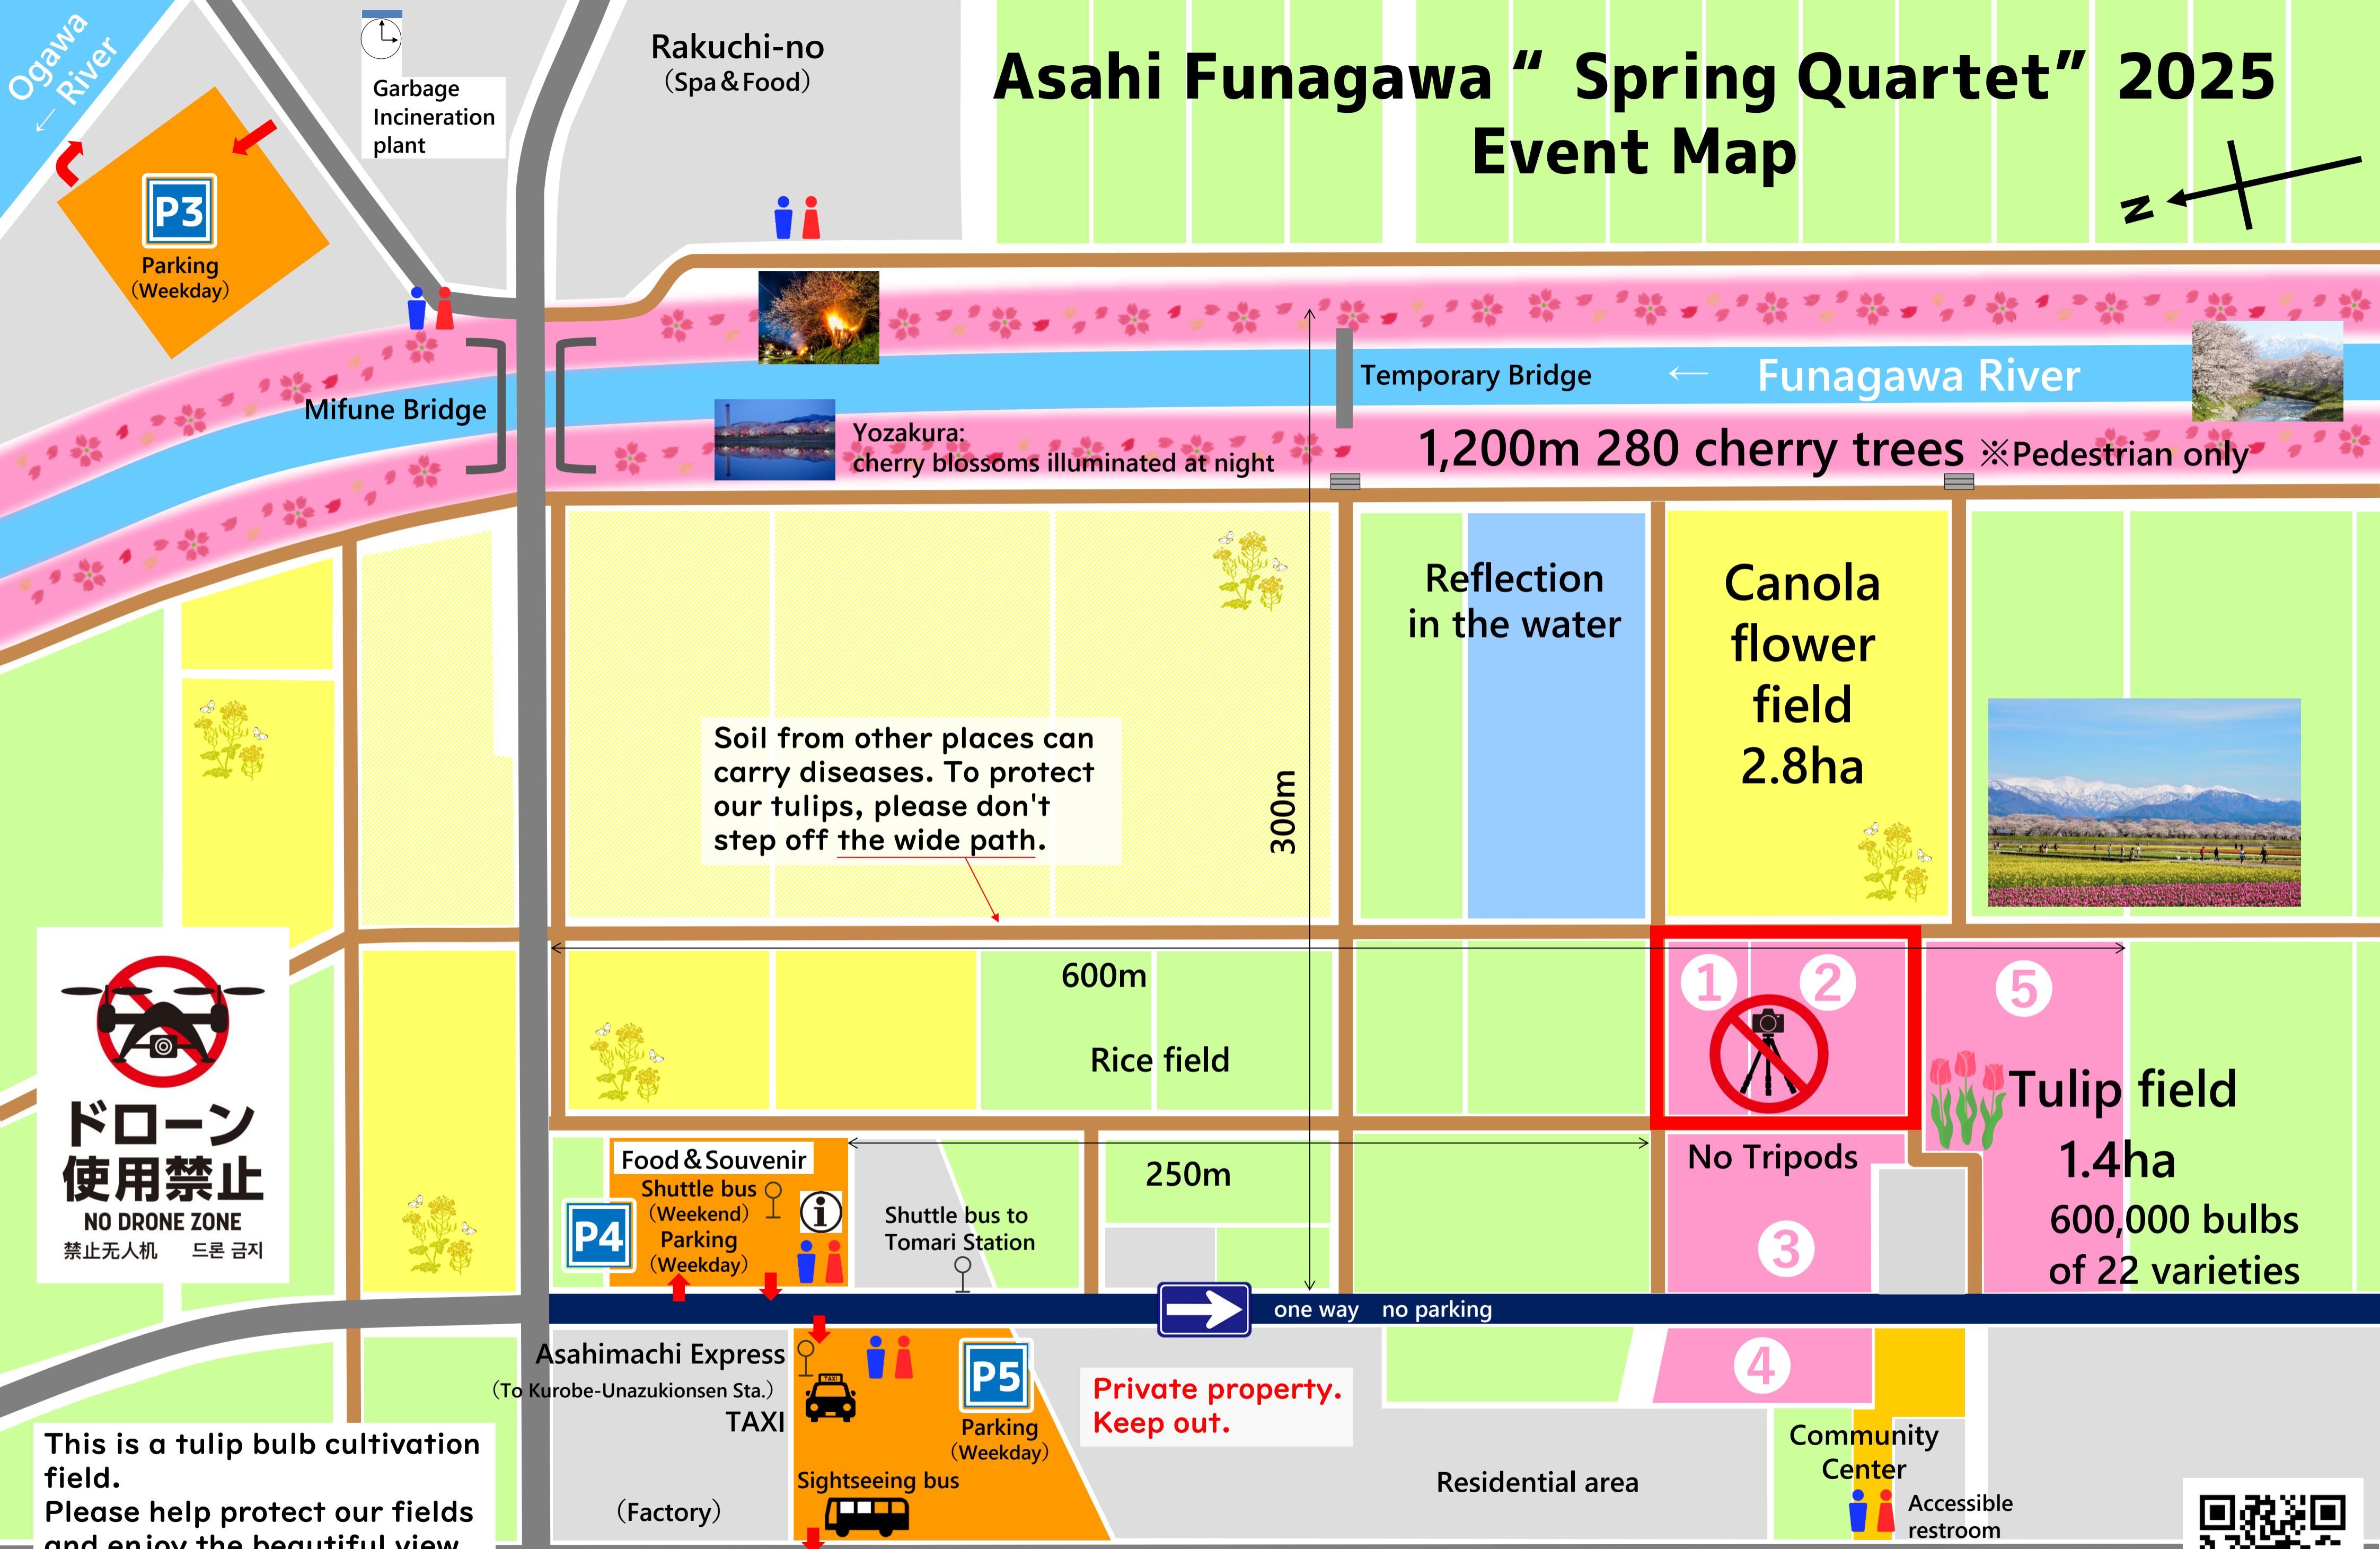 Asahi Funagawa “ Spring Quartet” 2025
Event Map
N
Ogawa
← River
Garbage
Incineration
plant
Rakuchi-no
（Spa＆Food）
P3
Parking
（Weekday）
Mifune Bridge
Temporary Bridge
← Funagawa River
Yozakura:
cherry blossoms illuminated at night
1,200m 280 cherry trees ※Pedestrian only
Reflection
in the water
Canola
flower
field
2.8ha
Soil from other places can
carry diseases. To protect
our tulips, please don't
step off the wide path.
300m
600m
Rice field
1
2
5
No Tripods
3
Tulip field
1.4ha
600,000 bulbs
of 22 varieties
ドローン
使用禁止
NO DRONE ZONE
禁止无人机 드론 금지
Food＆Souvenir
P4
Shuttle bus
（Weekend）
Parking
（Weekday）
i
Shuttle bus to
Tomari Station
250m
one way no parking
Asahimachi Express
（To Kurobe-Unazukionsen Sta.）
TAXI
TAXI
P5
Parking
（Weekday）
Sightseeing bus
（Factory）
Private property.
Keep out.
4
Residential area
Community
Center
Accessible
restroom
This is a tulip bulb cultivation
field.
Please help protect our fields
and enjoy the beautiful view